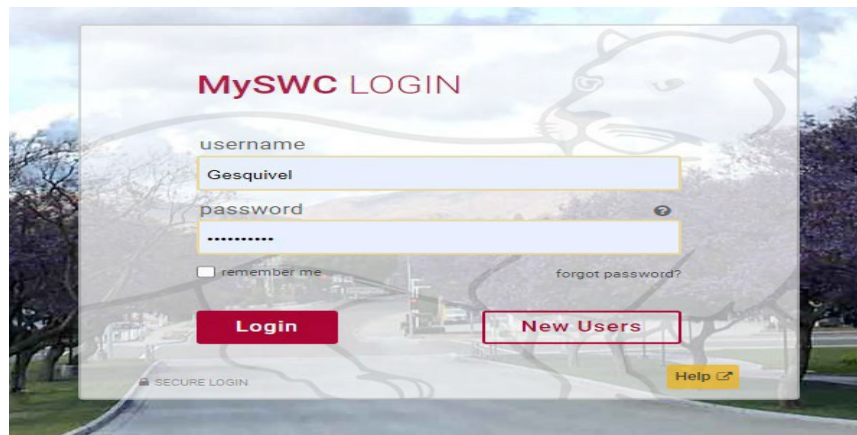 MySWC LOGIN
username
Gesquivel
password
••••••••••
remember me forgot password?
Login New Users
SECURE LOGIN Help